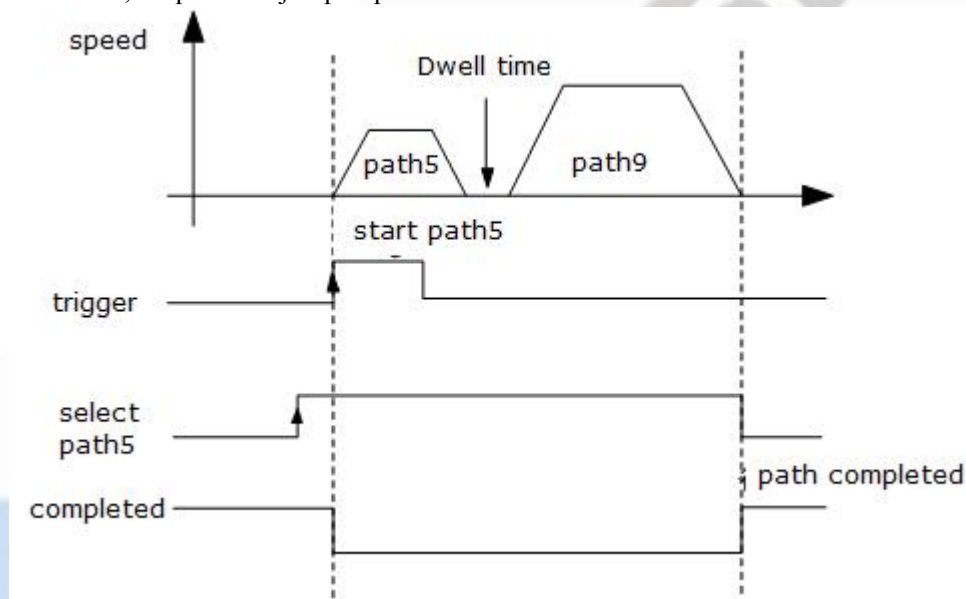 speed
Dwell time
path5
path9
start path5
trigger
select
path5
path completed
completed